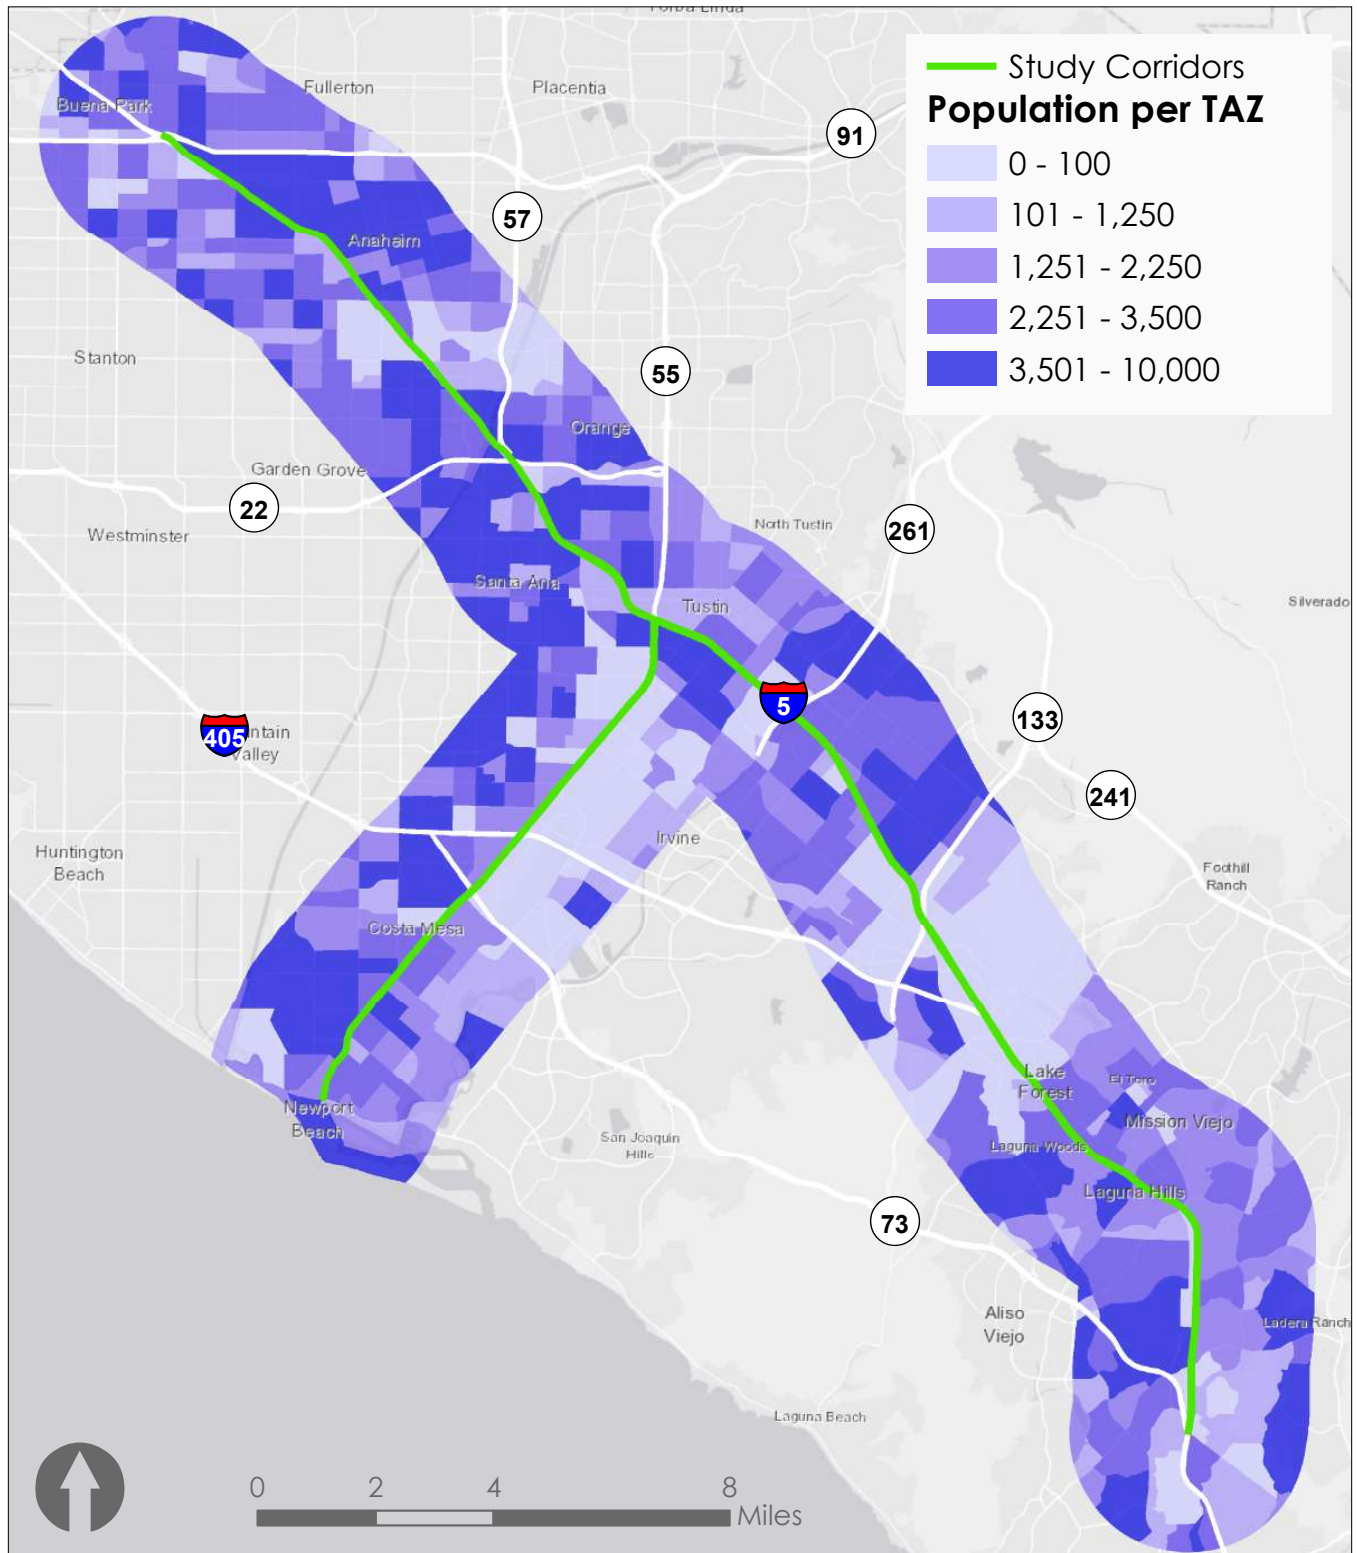 Yorba Linda
Study Corridors
Population per TAZ
0 - 100
101 - 1,250
1,251 - 2,250
2,251 - 3,500
3,501 - 10,000
Fullerton
Placentia
Buena Park
91
57
Anaheim
Stanton
55
Orange
Garden Grove
22
Westminster
North Tustin
261
Santa Ana
Tustin
Silverado
5
133
405
ntain
Valley
241
Irvine
Huntington
Beach
Foothill
Ranch
Costa Mesa
Lake
Forest
El Toro
Newport
Beach
Mission Viejo
San Joaquin
Hills
Laguna Woods
Laguna Hills
73
Aliso
Viejo
Ladera Ranch
Laguna Beach
0 2 4 8
Miles